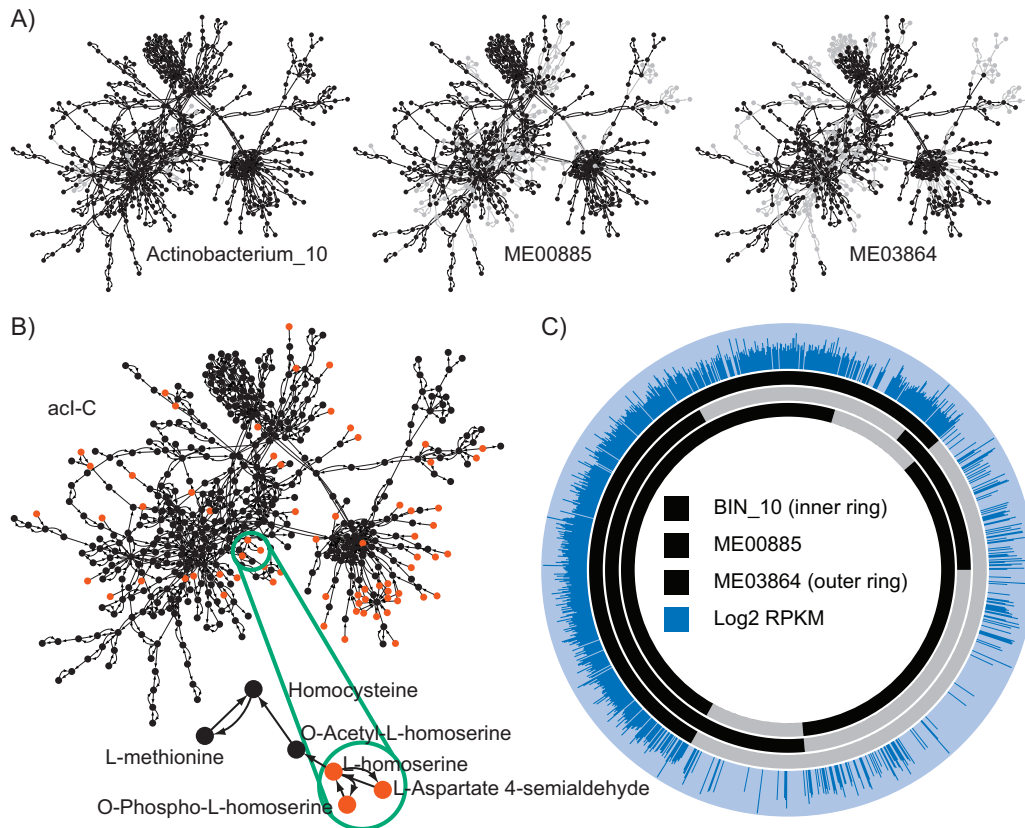 A)
Actinobacterium_10
ME00885
ME03864
B)
acI-C
Homocysteine
L-methionine
O-Acetyl-L-homoserine
L-homoserine
L-Aspartate 4-semialdehyde
O-Phospho-L-homoserine
C)
BIN_10 (inner ring)
ME00885
ME03864 (outer ring)
Log2 RPKM